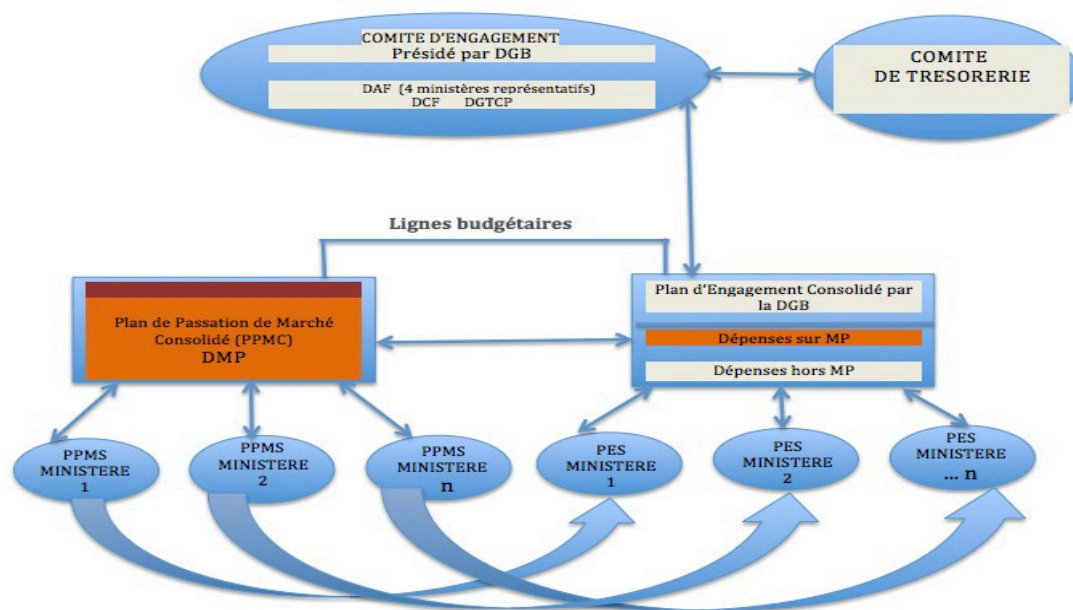 COMITE D'ENGAGEMENT
Présidé par DGB
DAF (4 ministères représentatifs)
DCF DGTCP
COMITE
DE TRESORERIE
Lignes budgétaires
Plan de Passation de Marché
Consolidé (PPMC)
DMP
Plan d'Engagement Consolidé par
la DGB
Dépenses sur MP
Dépenses hors MP
PPMS
MINISTERE
1
PPMS
MINISTERE
2
PPMS
MINISTERE
n
PES
MINISTERE
1
PES
MINISTERE
2
PES
MINISTERE
... n